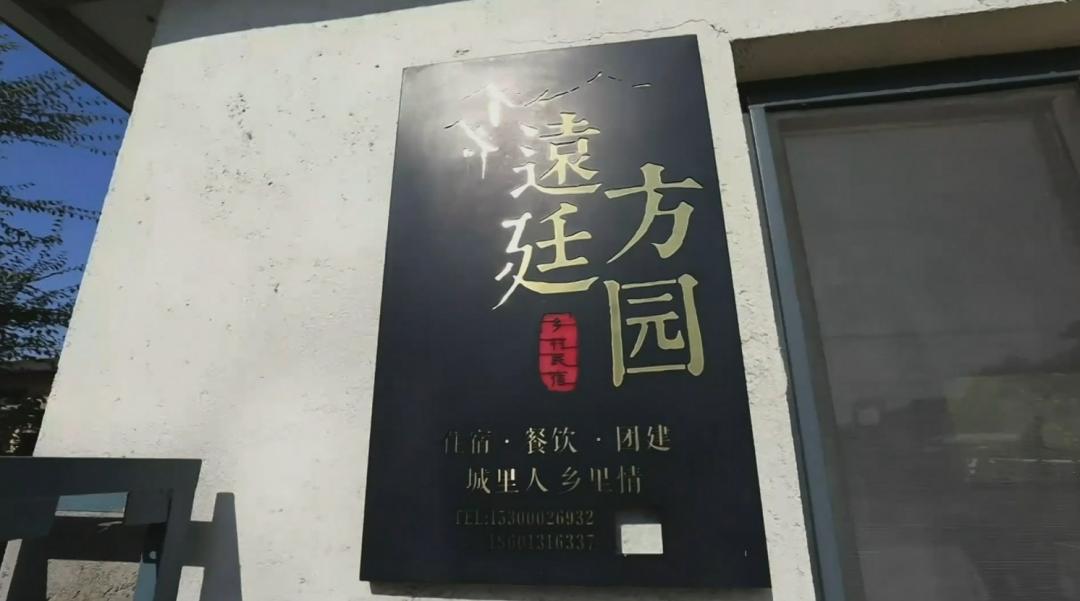 遠方
廷园
乡村民宿
住宿·餐饮·团建
城里人乡里情
TEL:15300026932
18601316337